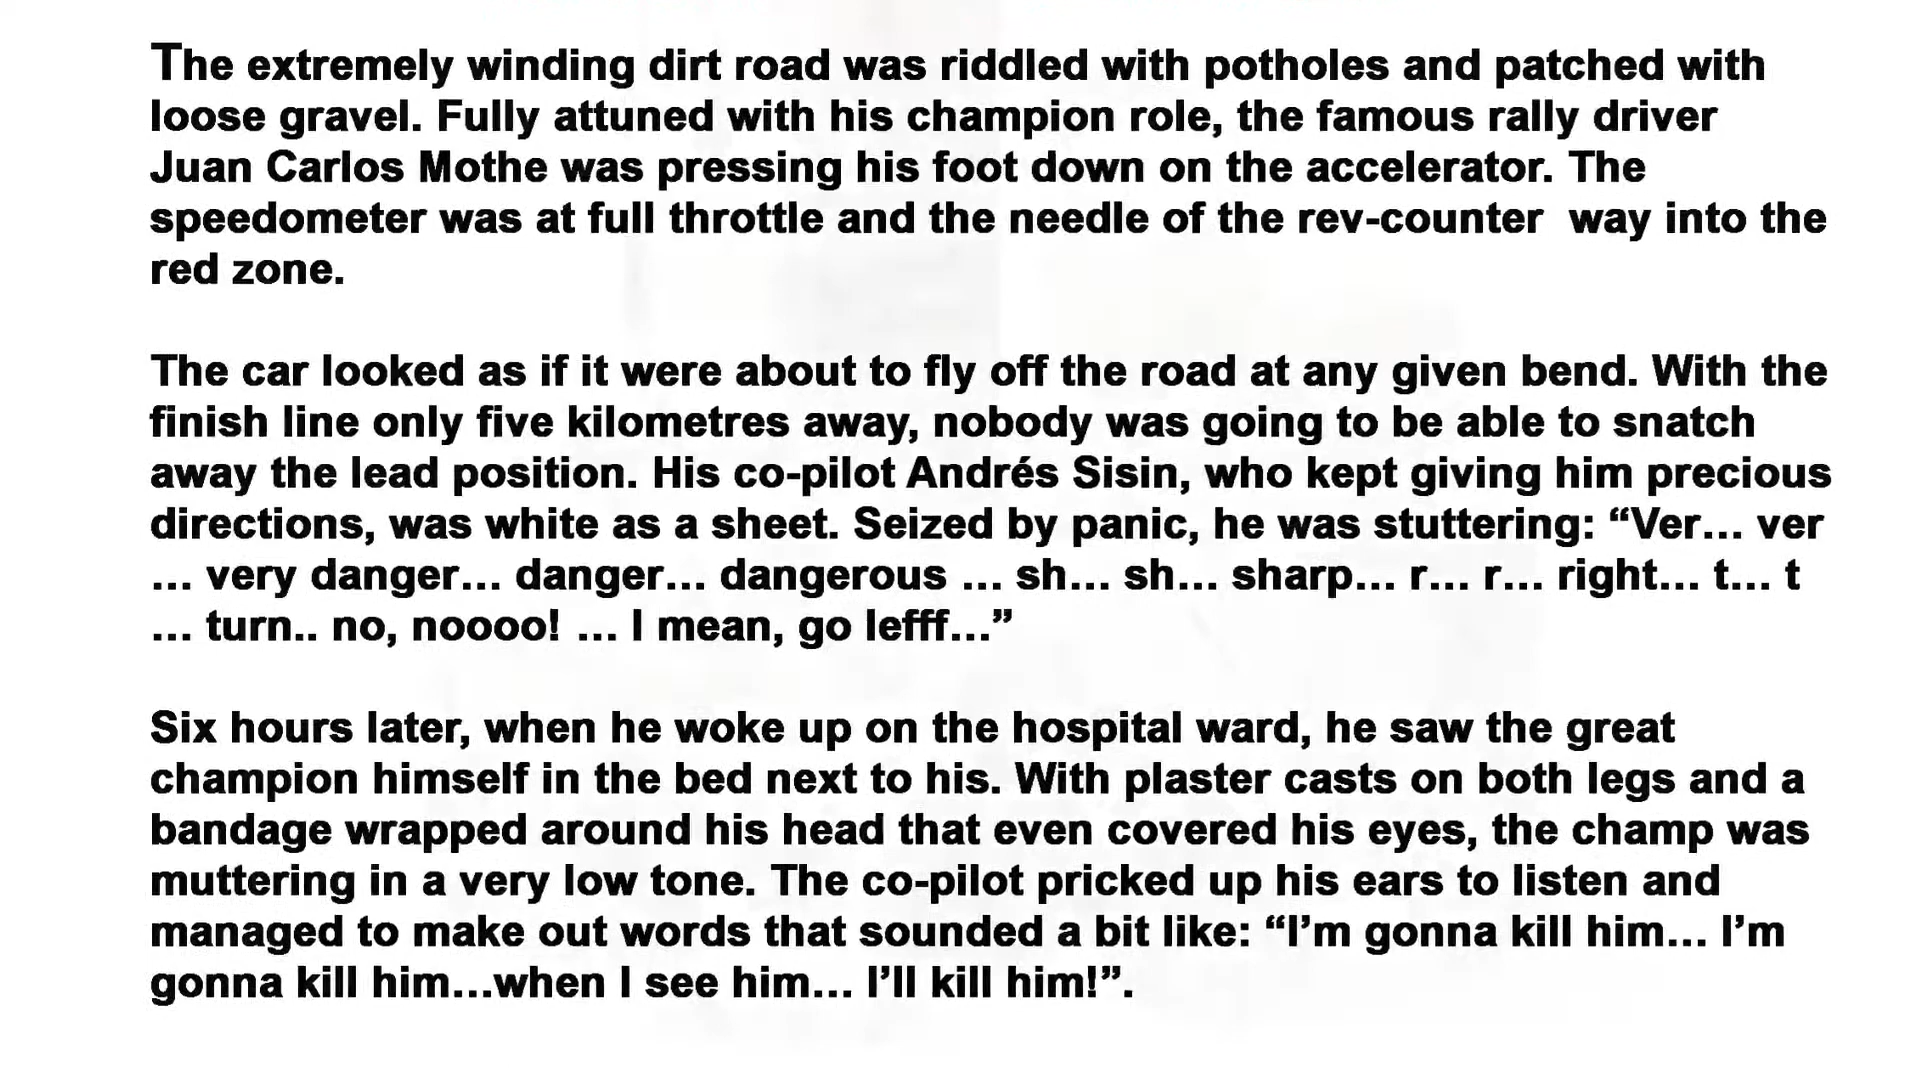 The extremely winding dirt road was riddled with potholes and patched with
loose gravel. Fully attuned with his champion role, the famous rally driver
Juan Carlos Mothe was pressing his foot down on the accelerator. The
speedometer was at full throttle and the needle of the rev-counter  way into the
red zone.

The car looked as if it were about to fly off the road at any given bend. With the
finish line only five kilometres away, nobody was going to be able to snatch
away the lead position. His co-pilot Andrés Sisin, who kept giving him precious
directions, was white as a sheet. Seized by panic, he was stuttering: “Ver... ver
... very danger... danger... dangerous ... sh... sh... sharp... r... r... right... t... t
... turn.. no, noooo! ... I mean, go lefff...”

Six hours later, when he woke up on the hospital ward, he saw the great
champion himself in the bed next to his. With plaster casts on both legs and a
bandage wrapped around his head that even covered his eyes, the champ was
muttering in a very low tone. The co-pilot pricked up his ears to listen and
managed to make out words that sounded a bit like: “I’m gonna kill him... I’m
gonna kill him...when I see him... I’ll kill him!”.